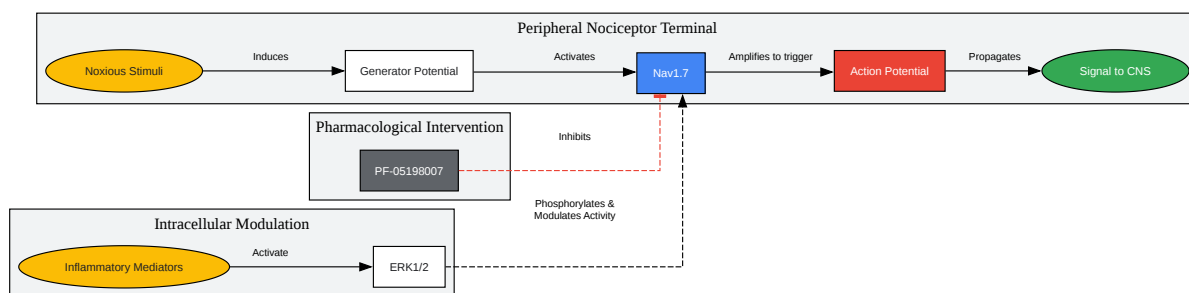 Peripheral Nociceptor Terminal
Noxious Stimuli
Induces
Generator Potential
Activates
Nav1.7
Amplifies to trigger
Action Potential
Propagates
Signal to CNS
Pharmacological Intervention
PF-05198007
Inhibits
Intracellular Modulation
Inflammatory Mediators
Activate
ERK1/2
Phosphorylates &
Modulates Activity